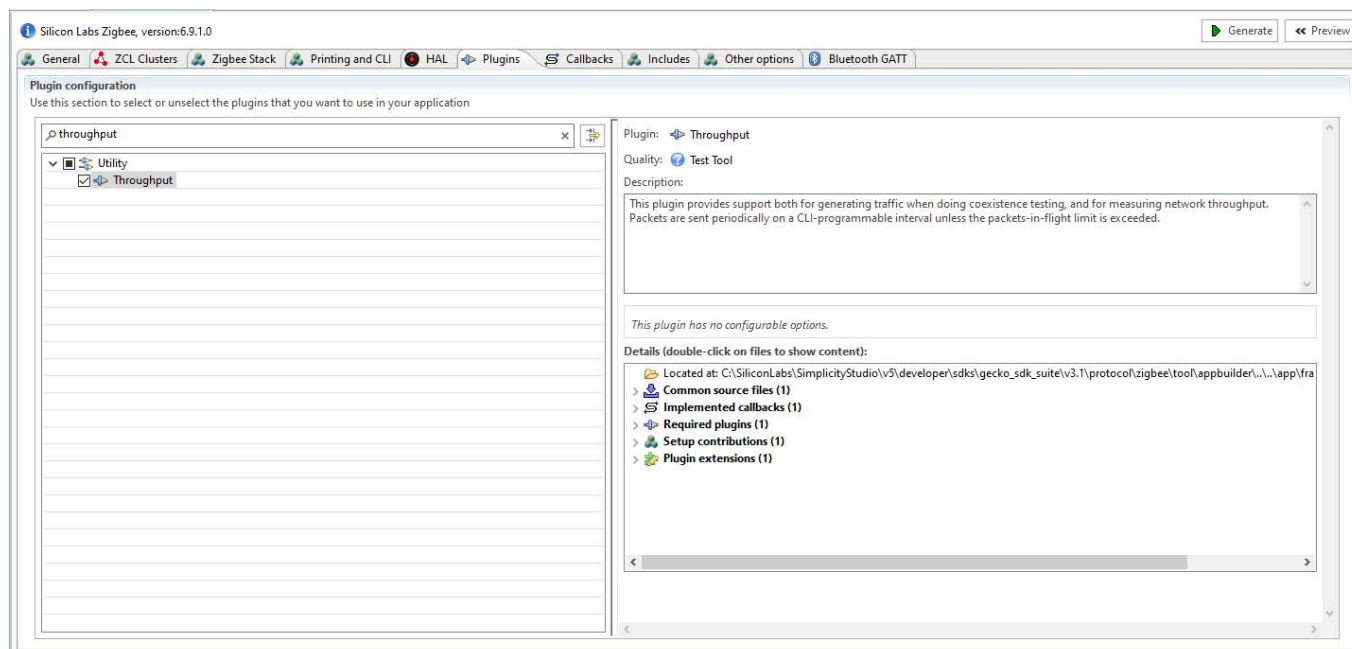 Silicon Labs Zigbee, version:6.9.1.0
Generate
Preview
General ZCL Clusters Zigbee Stack Printing and CLI HAL Plugins Callbacks Includes Other options Bluetooth GATT
Plugin configuration
Use this section to select or unselect the plugins that you want to use in your application
throughput
Utility
Throughput
Plugin: Throughput
Quality: Test Tool
Description:
This plugin provides support both for generating traffic when doing coexistence testing, and for measuring network throughput.
Packets are sent periodically on a CLI-programmable interval unless the packets-in-flight limit is exceeded.
This plugin has no configurable options.
Details (double-click on files to show content):
Located at: C:\SiliconLabs\SimplicityStudio\v5\developer\sdks\gecko_sdk_suite\v3.1\protocol\zigbee\tool\appbuilder\..\..\app\fra
Common source files (1)
Implemented callbacks (1)
Required plugins (1)
Setup contributions (1)
Plugin extensions (1)